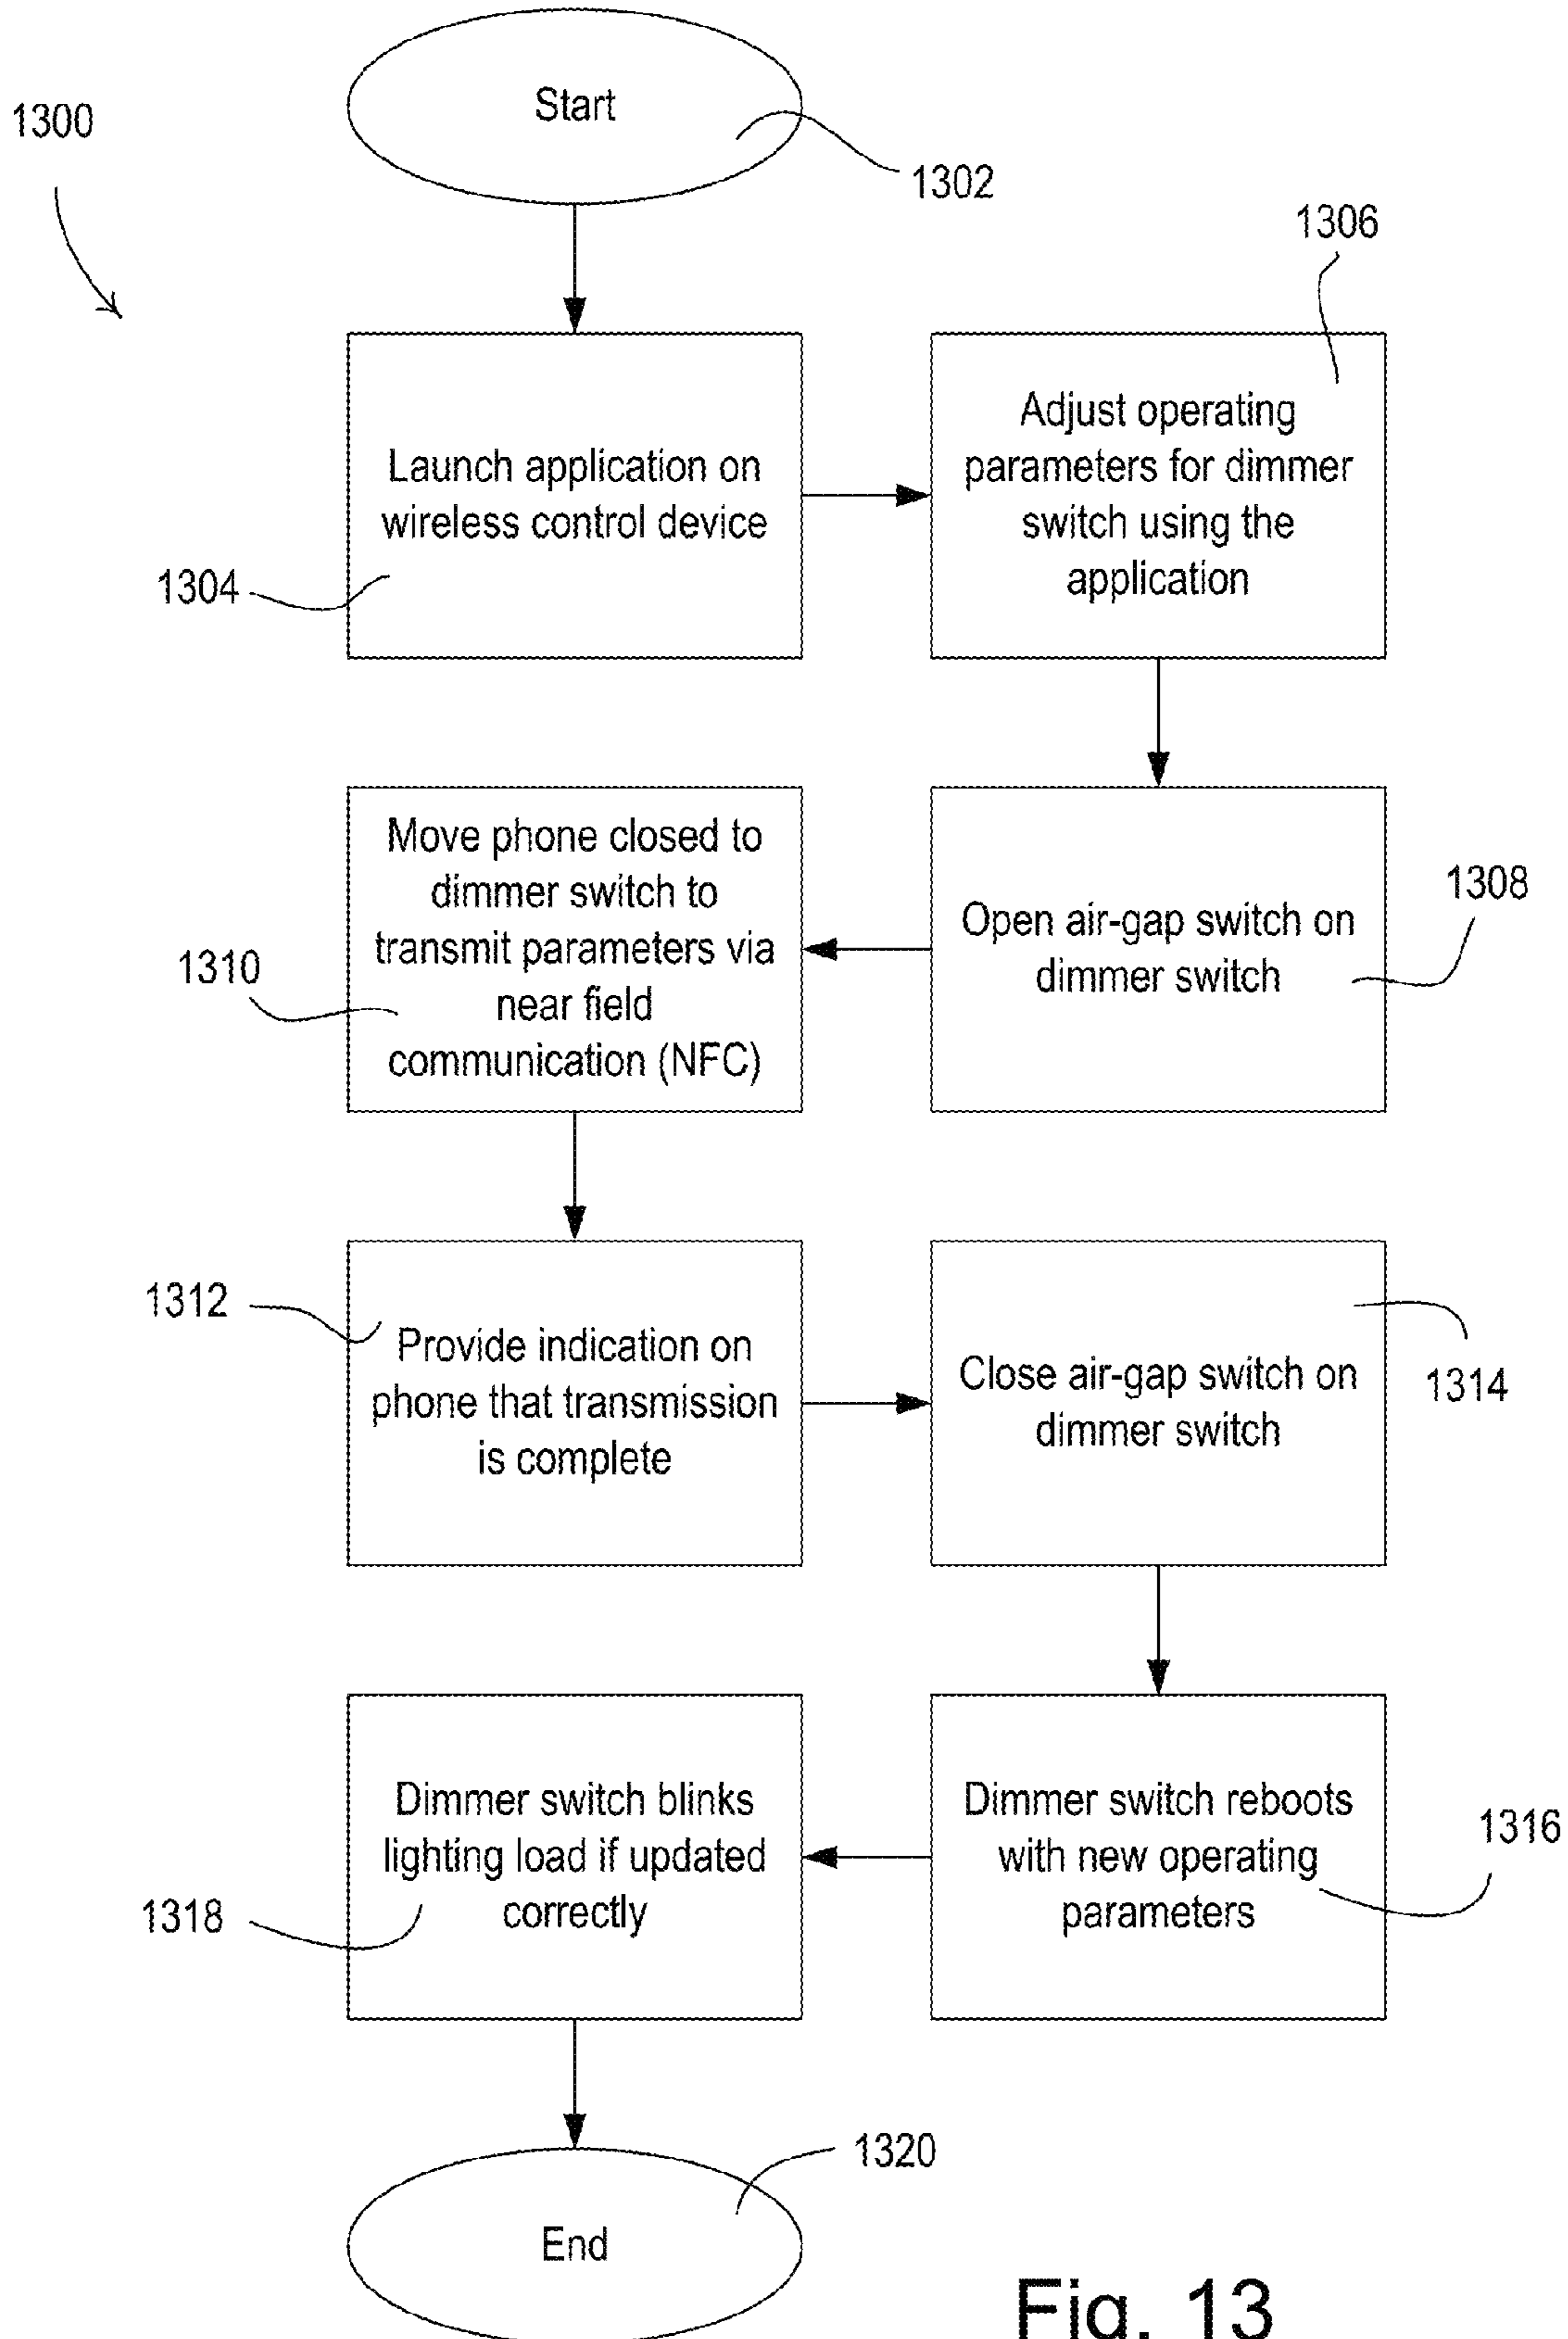 1300
Start
1302
1306
Launch application on
wireless control device
1304
Adjust operating
parameters for dimmer
switch using the
application
Open air-gap switch on
dimmer switch
1308
Move phone closed to
dimmer switch to
transmit parameters via
near field
communication (NFC)
1310
1312
Provide indication on
phone that transmission
is complete
Close air-gap switch on
dimmer switch
1314
Dimmer switch reboots
with new operating
parameters
1316
Dimmer switch blinks
lighting load if updated
correctly
1318
1320
End
Fig. 13